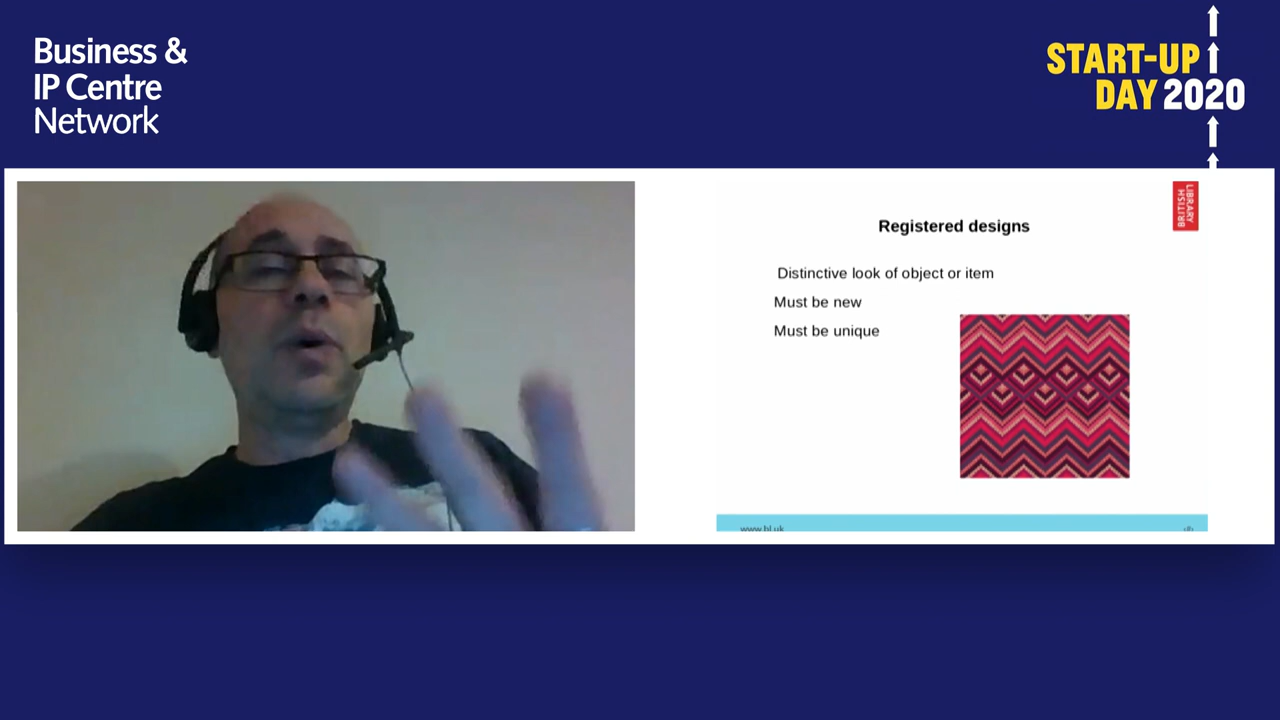 Business &
IP Centre
Network
START-UP
DAY 2020
BRITISH
LIBRARY
Registered designs
Distinctive look of object or item
Must be new
Must be unique
www.bl.uk